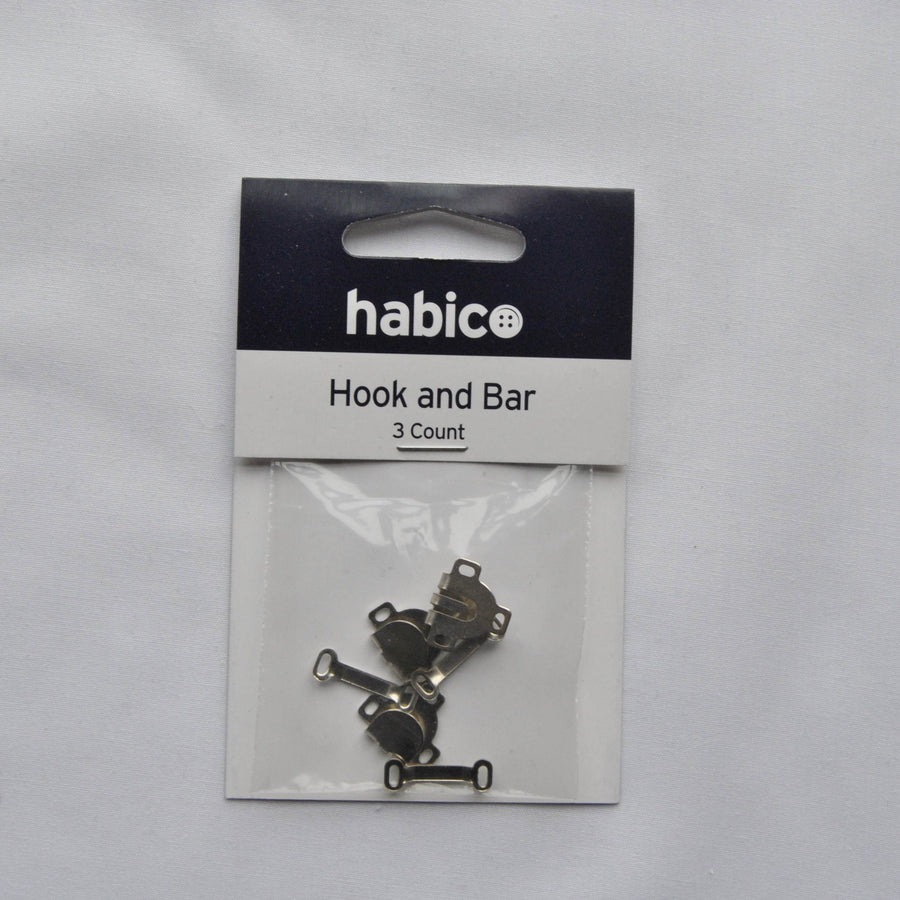 habico
Hook and Bar
3 Count